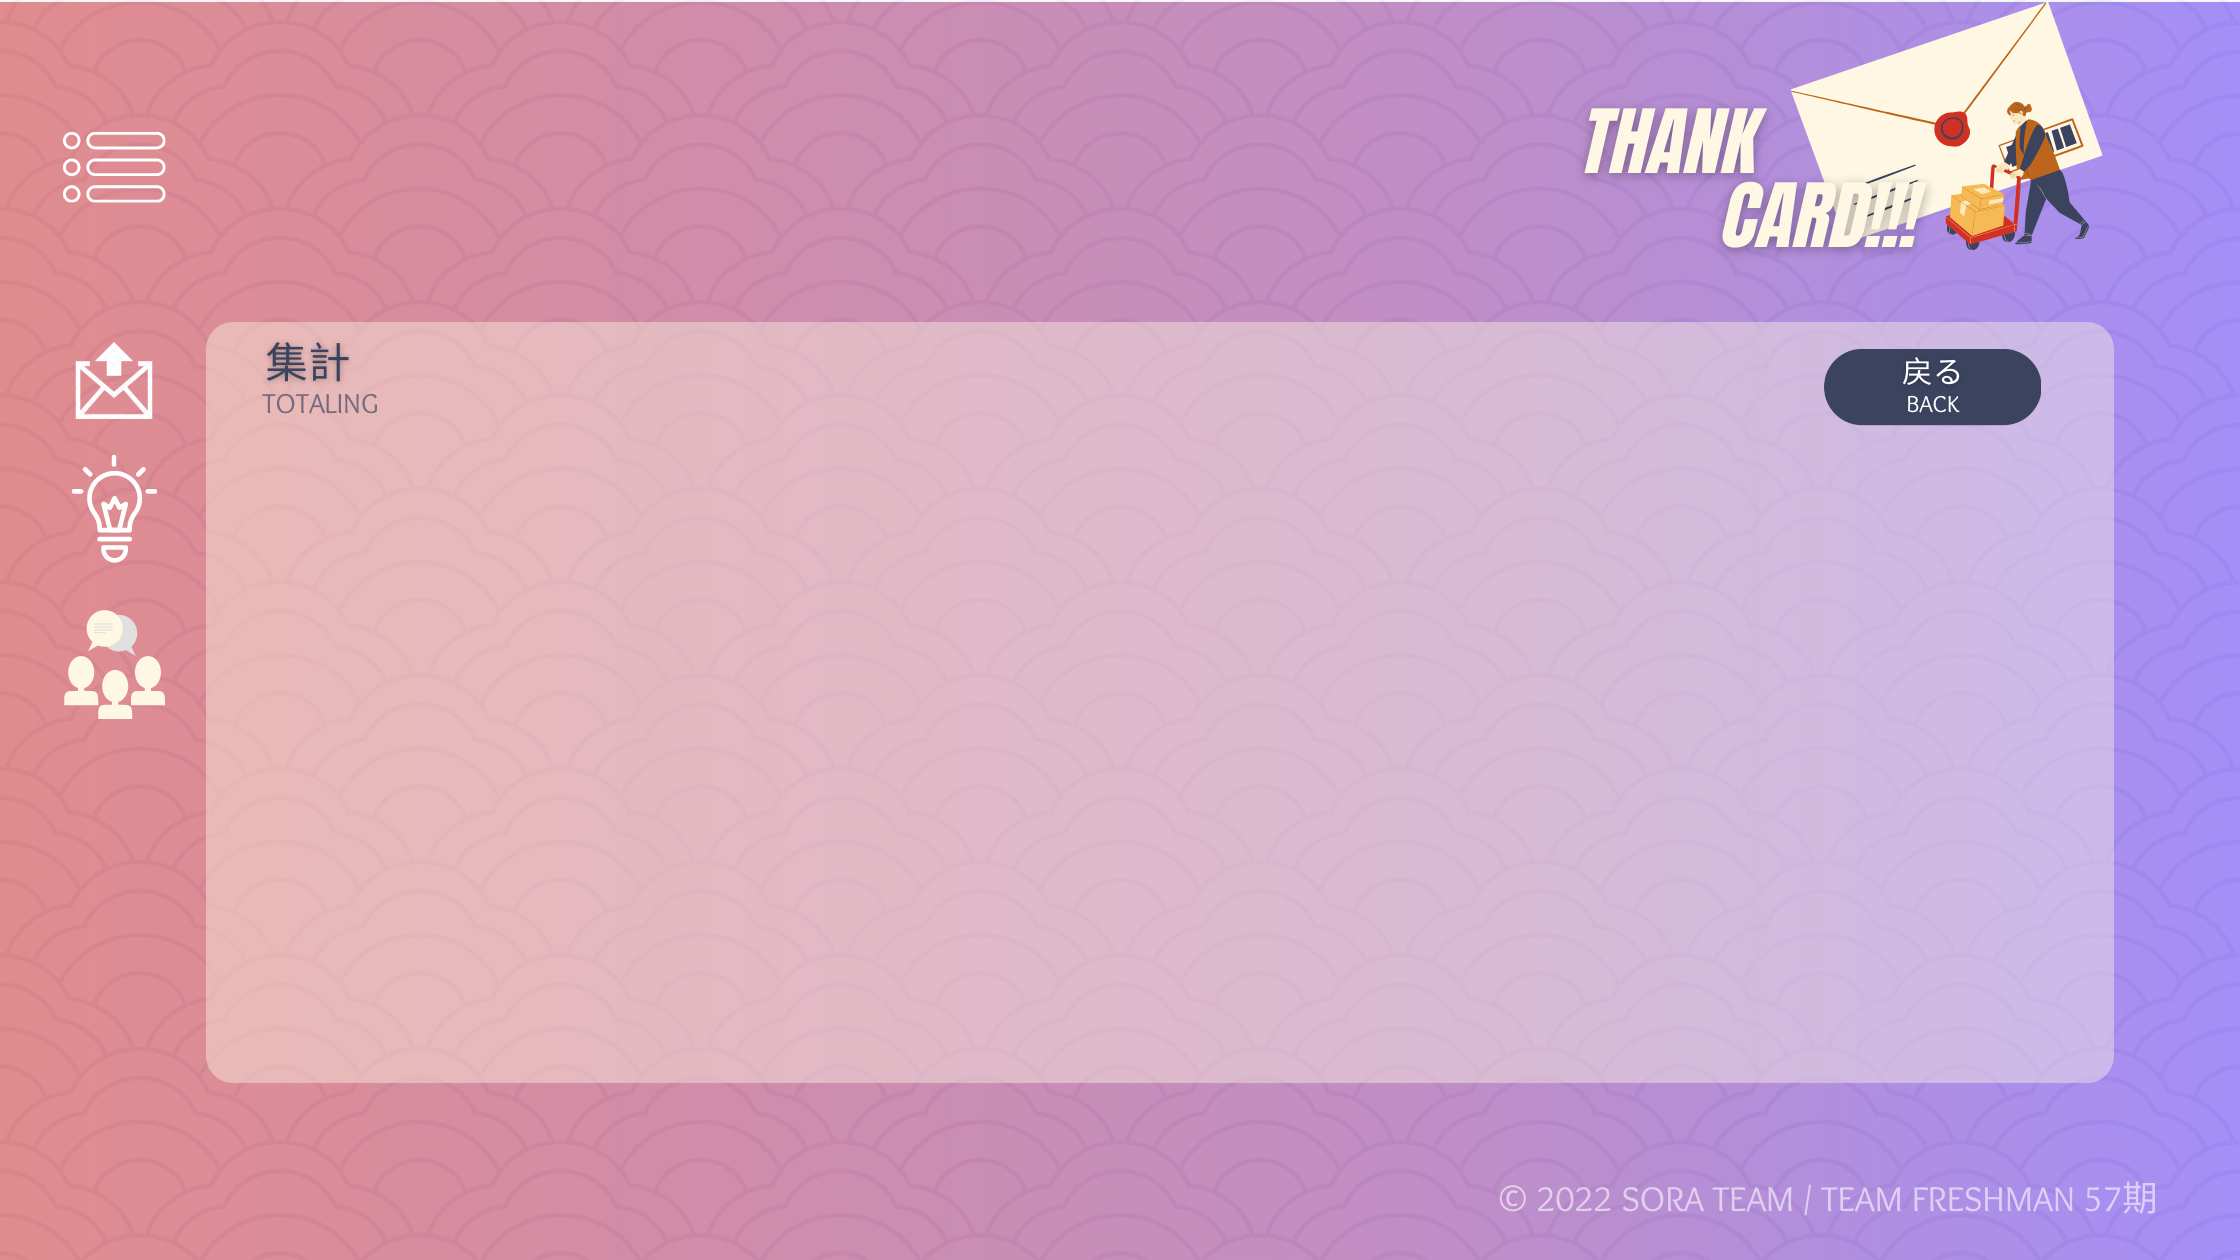 THANK
CARD!!!
集計
TOTALING
戻る
BACK
© 2022 SORA TEAM / TEAM FRESHMAN 57期